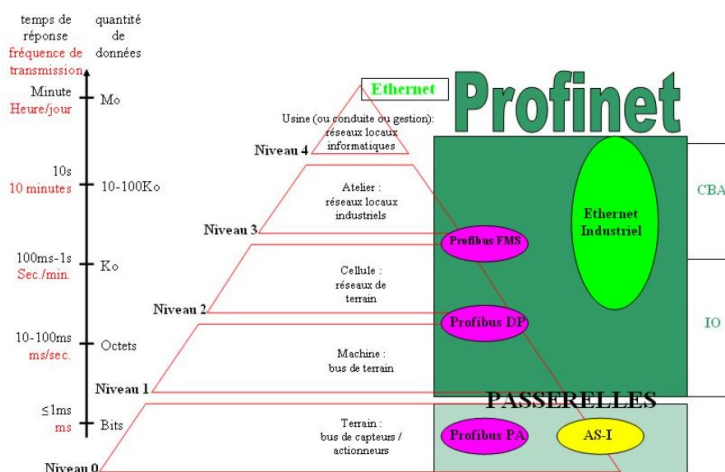 temps de
réponse
fréquence de
transmission
quantité
de
données
Ethernet
Profinet
Minute
Heure/jour
Mo
Usine (ou conduite ou gestion):
réseaux locaux
informatiques
Niveau 4
10s
10 minutes
10-100Ko
Atelier :
réseaux locaux
industriels
Ethernet
Industriel
CBA
Niveau 3
Profibus FMS
100ms-1s
Sec./min.
Ko
Cellule :
réseaux de
terrain
Niveau 2
Profibus DP
IO
10-100ms
ms/sec.
Octets
Machine :
bus de terrain
Niveau 1
PASSERELLES
≤1ms
ms
Bits
Terrain :
bus de capteurs /
actionneurs
Profibus PA
AS-I
Niveau 0